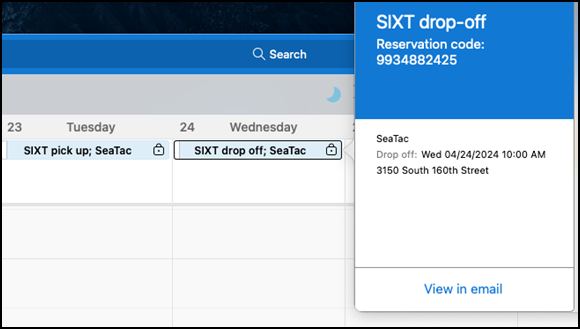 SIXT drop-off
Reservation code:
9934882425
Search
23 Tuesday
24 Wednesday
SIXT pick up; SeaTac
SIXT drop off; SeaTac
SeaTac
Drop off: Wed 04/24/2024 10:00 AM
3150 South 160th Street
View in email